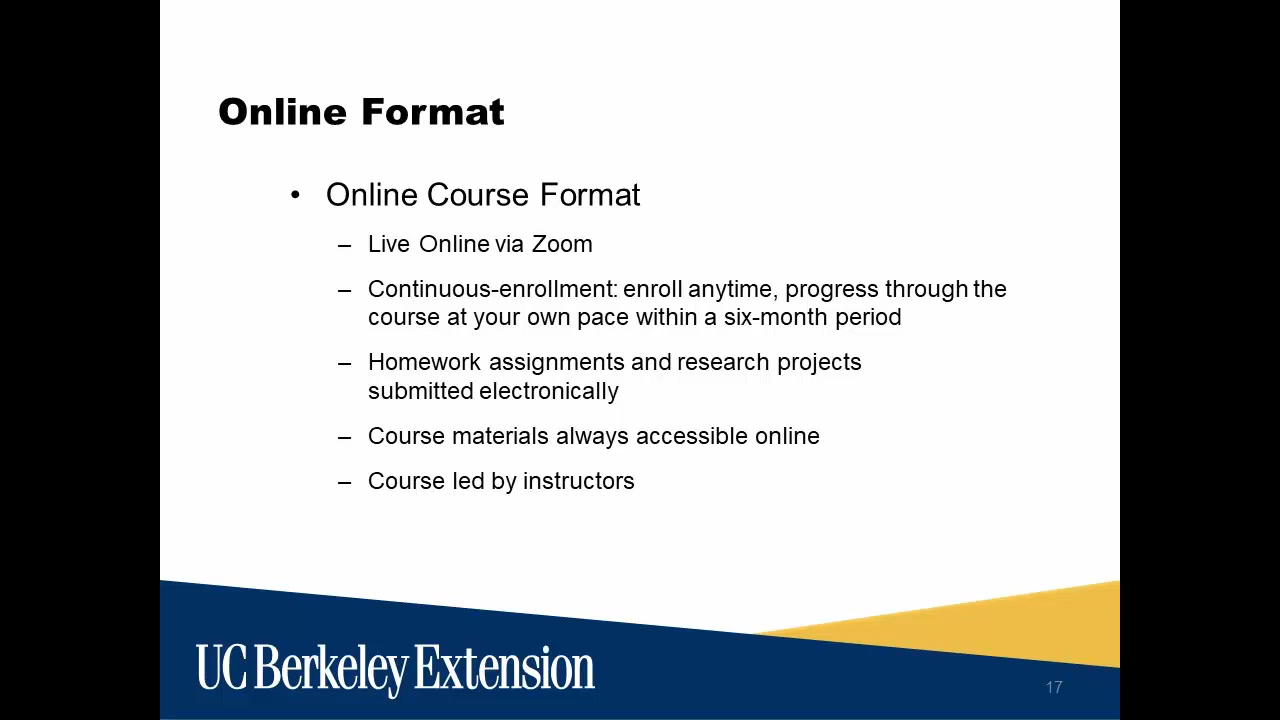 Online Format
• Online Course Format
– Live Online via Zoom
– Continuous-enrollment: enroll anytime, progress through the
course at your own pace within a six-month period
– Homework assignments and research projects
submitted electronically
– Course materials always accessible online
– Course led by instructors
UC Berkeley Extension
17